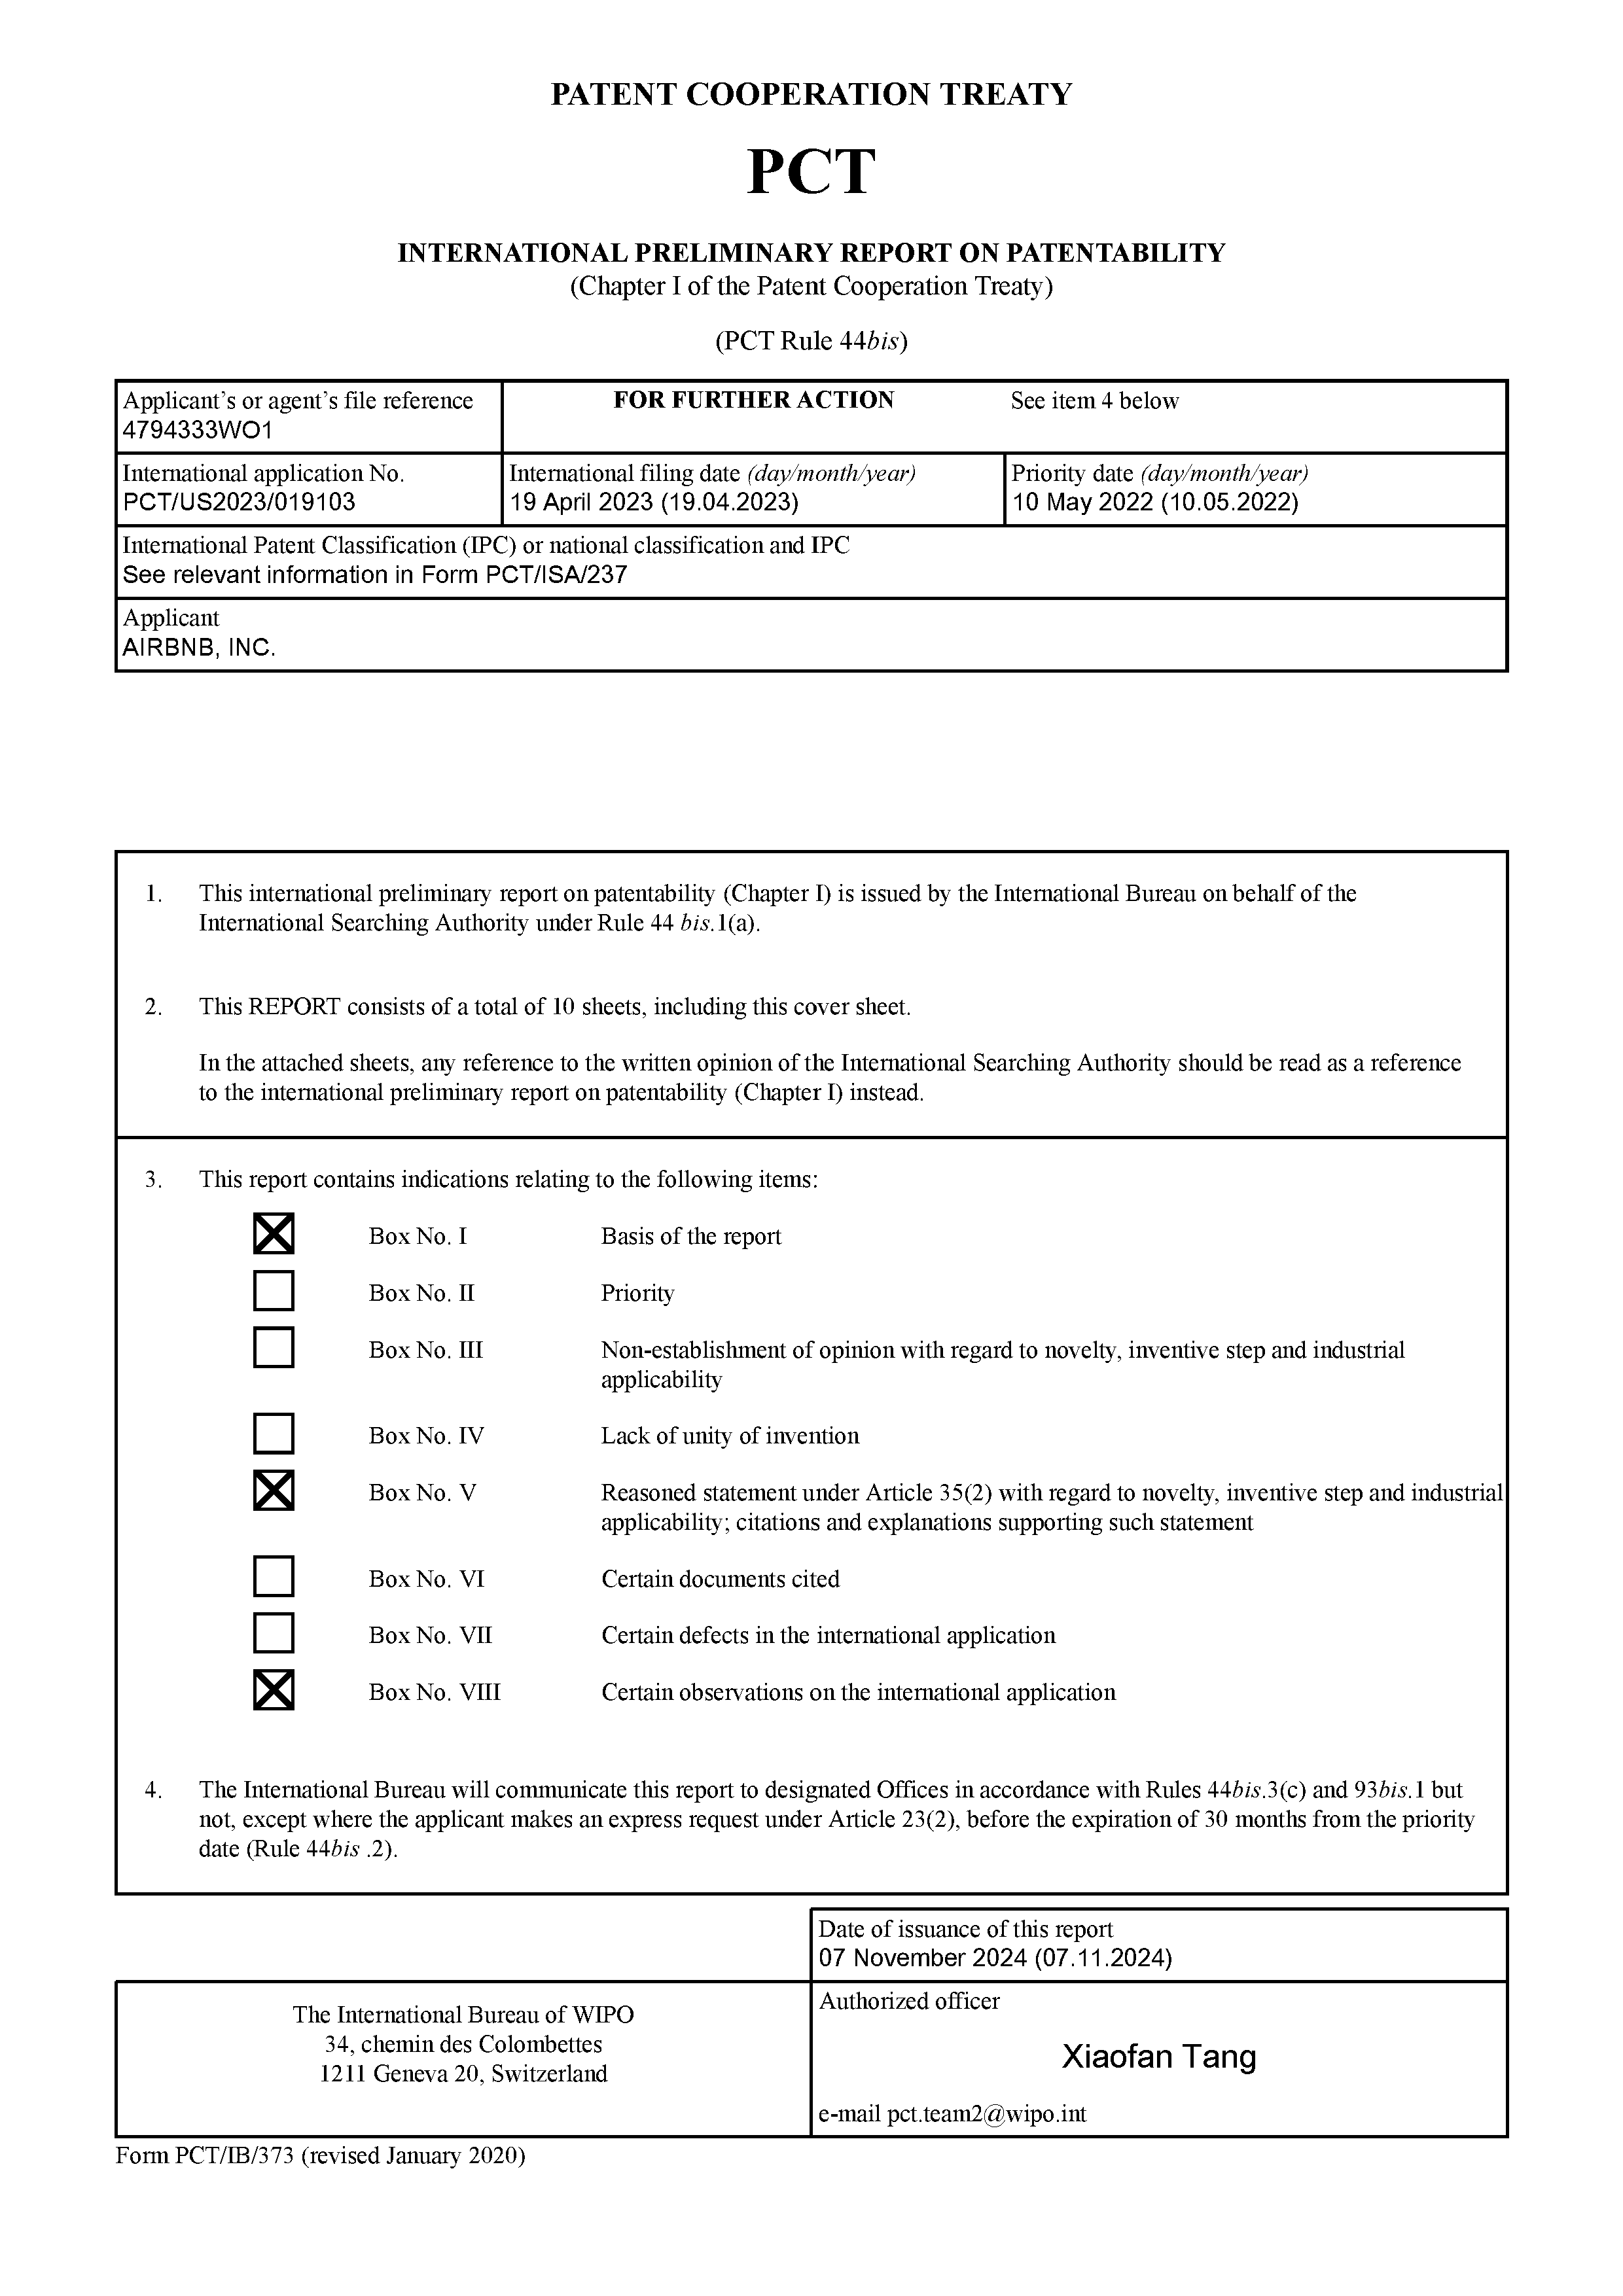 PATENT COOPERATION TREATY
PCT
INTERNATIONAL PRELIMINARY REPORT ON PATENTABILITY
(Chapter I of the Patent Cooperation Treaty)
(PCT Rule 44bis)
Applicant's or agent's file reference
4794333WO1
FOR FURTHER ACTION See item 4 below
International application No.
PCT/US2023/019103
International filing date (day/month/year)
19 April 2023 (19.04.2023)
Priority date (day/month/year)
10 May 2022 (10.05.2022)
International Patent Classification (IPC) or national classification and IPC
See relevant information in Form PCT/ISA/237
Applicant
AIRBNB, INC.
1. This international preliminary report on patentability (Chapter I) is issued by the International Bureau on behalf of the
International Searching Authority under Rule 44 bis.1(a).
2. This REPORT consists of a total of 10 sheets, including this cover sheet.
In the attached sheets, any reference to the written opinion of the International Searching Authority should be read as a reference
to the international preliminary report on patentability (Chapter I) instead.
3. This report contains indications relating to the following items:
Box No. I Basis of the report
Box No. II Priority
Box No. III Non-establishment of opinion with regard to novelty, inventive step and industrial
applicability
Box No. IV Lack of unity of invention
Box No. V Reasoned statement under Article 35(2) with regard to novelty, inventive step and industrial
applicability; citations and explanations supporting such statement
Box No. VI Certain documents cited
Box No. VII Certain defects in the international application
Box No. VIII Certain observations on the international application
4. The International Bureau will communicate this report to designated Offices in accordance with Rules 44bis.3(c) and 93bis.1 but
not, except where the applicant makes an express request under Article 23(2), before the expiration of 30 months from the priority
date (Rule 44bis .2).
Date of issuance of this report
07 November 2024 (07.11.2024)
The International Bureau of WIPO
34, chemin des Colombettes
1211 Geneva 20, Switzerland
Authorized officer
Xiaofan Tang
e-mail pct.team2@wipo.int
Form PCT/IB/373 (revised January 2020)